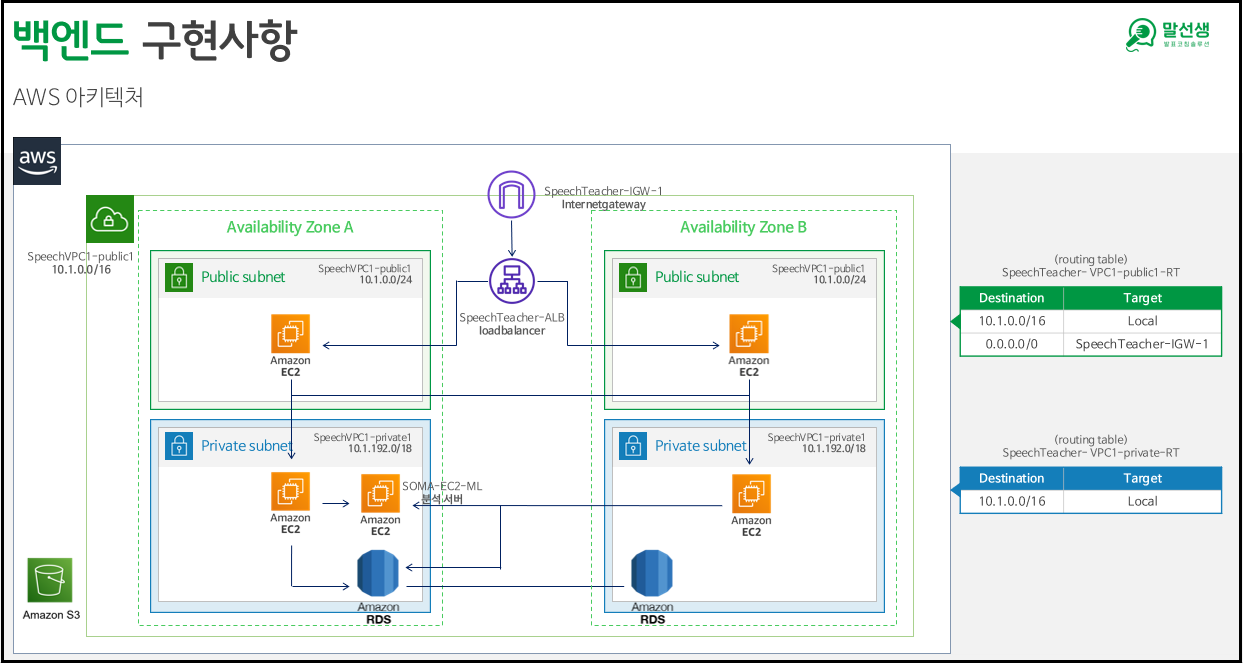 백엔드 구현사항
말선생
발표코칭솔루션
AWS 아키텍처
aws
SpeechTeacher-IGW-1
Internetgateway
SpeechVPC1-public1
10.1.0.0/16
Availability Zone A
Availability Zone B
Public subnet
SpeechVPC1-public1
10.1.0.0/24
Public subnet
SpeechVPC1-public1
10.1.0.0/24
SpeechTeacher-ALB
loadbalancer
Amazon
EC2
Amazon
EC2
Private subnet
SpeechVPC1-private1
10.1.192.0/18
Private subnet
SpeechVPC1-private1
10.1.192.0/18
Amazon
EC2
SOMA-EC2-ML
분석 서버
Amazon
EC2
Amazon
EC2
Amazon
RDS
Amazon
RDS
Amazon S3
(routing table)
SpeechTeacher- VPC1-public1-RT
Destination Target
10.1.0.0/16 Local
0.0.0.0/0 SpeechTeacher-IGW-1
(routing table)
SpeechTeacher- VPC1-private-RT
Destination Target
10.1.0.0/16 Local